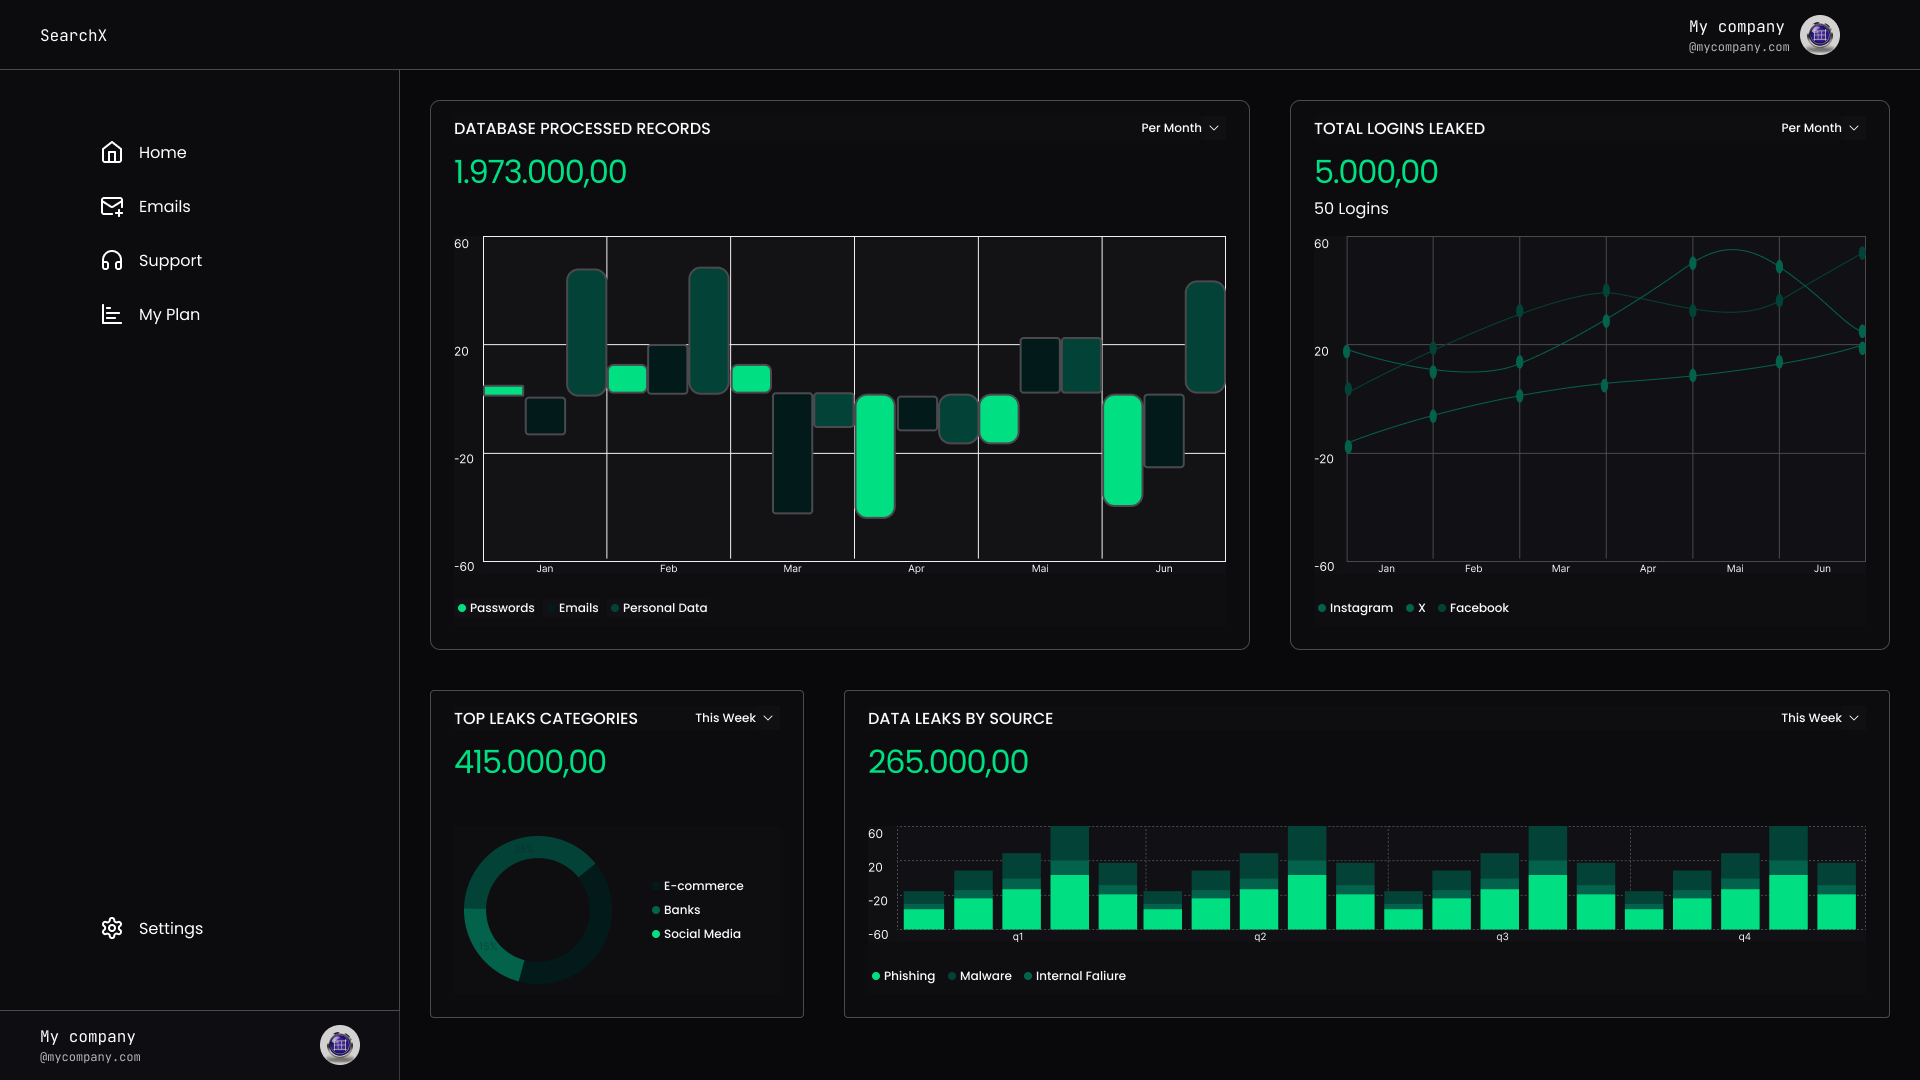 SearchX
My company
@mycompany.com
Home
Emails
Support
My Plan
Settings
My company
@mycompany.com
DATABASE PROCESSED RECORDS
Per Month
1.973.000,00
60
20
-20
-60
Jan Feb Mar Apr Mai Jun
Passwords Emails Personal Data
TOTAL LOGINS LEAKED
Per Month
5.000,00
50 Logins
60
20
-20
-60
Jan Feb Mar Apr Mai Jun
Instagram X Facebook
TOP LEAKS CATEGORIES
This Week
415.000,00
E-commerce
Banks
Social Media
DATA LEAKS BY SOURCE
This Week
265.000,00
60
20
-20
-60
q1 q2 q3 q4
Phishing Malware Internal Faliure